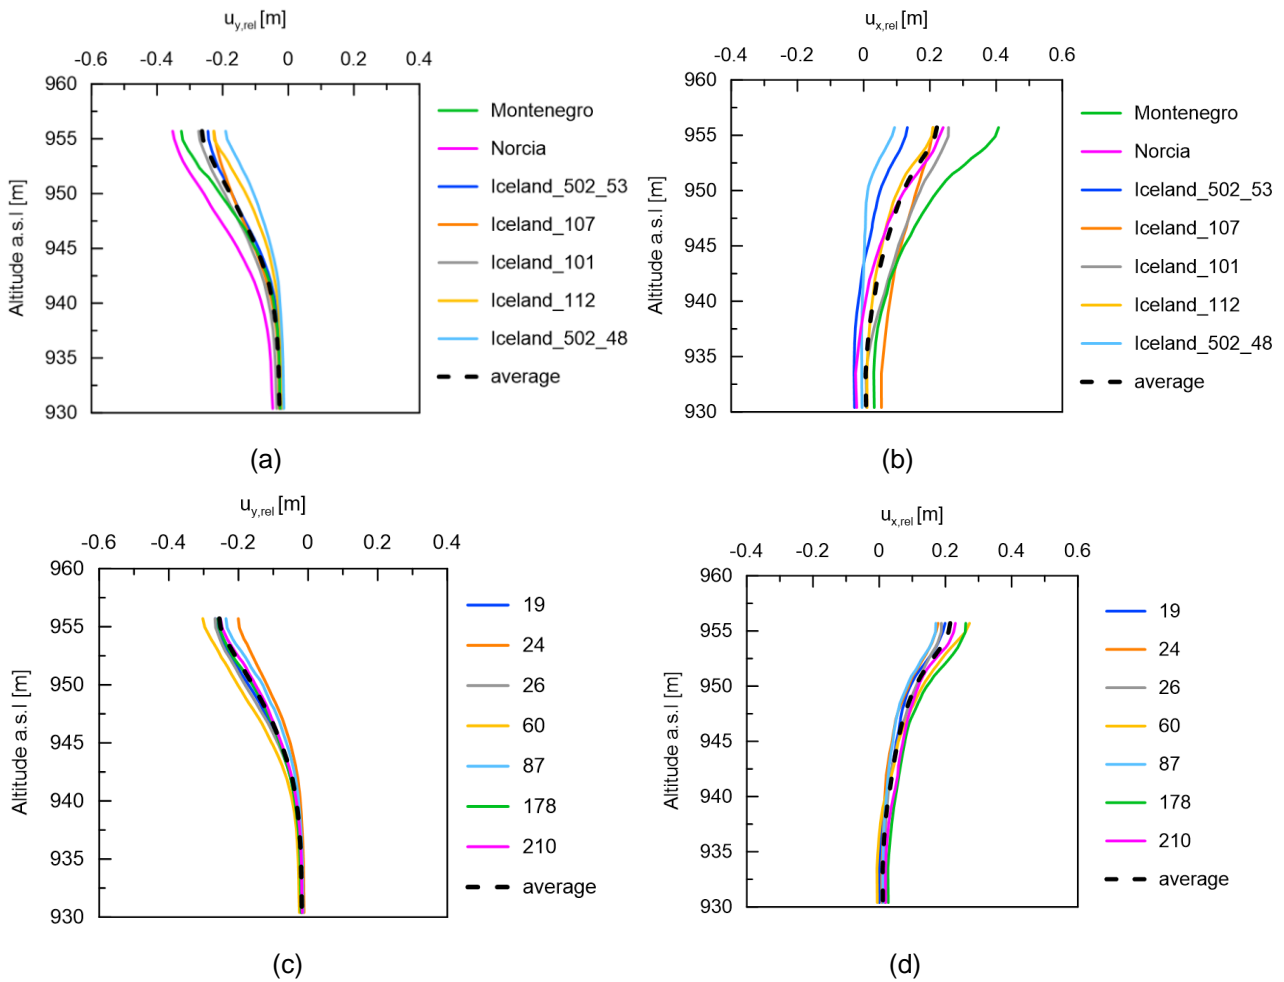 u_y,rel [m]
-0.6 -0.4 -0.2 0 0.2 0.4
960
955
950
945
940
935
930
Altitude a.s.l [m]
Montenegro
Norcia
Iceland_502_53
Iceland_107
Iceland_101
Iceland_112
Iceland_502_48
average
(a)
u_x,rel [m]
-0.4 -0.2 0 0.2 0.4 0.6
960
955
950
945
940
935
930
Altitude a.s.l [m]
Montenegro
Norcia
Iceland_502_53
Iceland_107
Iceland_101
Iceland_112
Iceland_502_48
average
(b)
u_y,rel [m]
-0.6 -0.4 -0.2 0 0.2 0.4
960
955
950
945
940
935
930
Altitude a.s.l [m]
19
24
26
60
87
178
210
average
(c)
u_x,rel [m]
-0.4 -0.2 0 0.2 0.4 0.6
960
955
950
945
940
935
930
Altitude a.s.l [m]
19
24
26
60
87
178
210
average
(d)